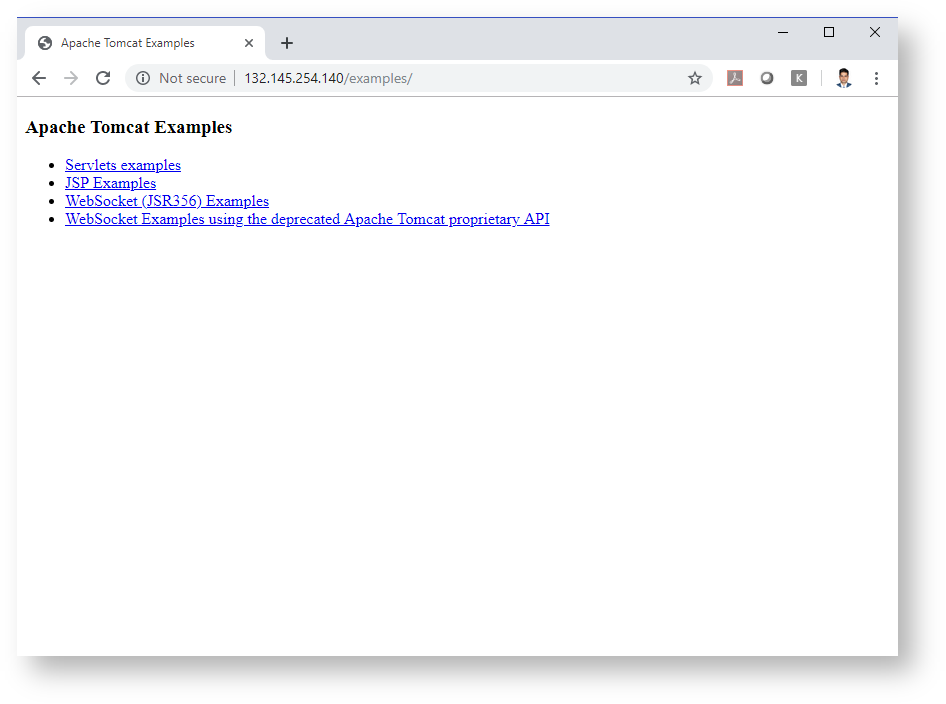 Apache Tomcat Examples
Not secure | 132.145.254.140/examples/
K
Apache Tomcat Examples
Servlets examples
JSP Examples
WebSocket (JSR356) Examples
WebSocket Examples using the deprecated Apache Tomcat proprietary API